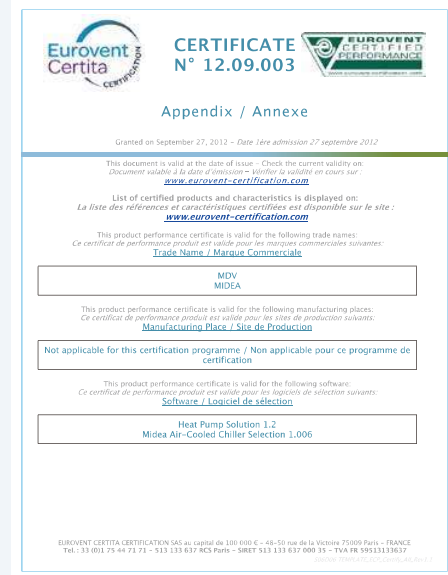 Eurovent
Certita
CERTIFICATION
CERTIFICATE
N° 12.09.003
EUROVENT
CERTIFIED
PERFORMANCE
www.eurovent-certification.com
Appendix / Annexe
Granted on September 27, 2012 - Date 1ère admission 27 septembre 2012
This document is valid at the date of issue - Check the current validity on:
Document valable à la date d'émission - Vérifier la validité en cours sur :
www.eurovent-certification.com
List of certified products and characteristics is displayed on:
La liste des références et caractéristiques certifiées est disponible sur le site :
www.eurovent-certification.com
This product performance certificate is valid for the following trade names:
Ce certificat de performance produit est valide pour les marques commerciales suivantes:
Trade Name / Marque Commerciale
MDV
MIDEA
This product performance certificate is valid for the following manufacturing places:
Ce certificat de performance produit est valide pour les sites de production suivants:
Manufacturing Place / Site de Production
Not applicable for this certification programme / Non applicable pour ce programme de
certification
This product performance certificate is valid for the following software:
Ce certificat de performance produit est valide pour les logiciels de sélection suivants:
Software / Logiciel de sélection
Heat Pump Solution 1.2
Midea Air-Cooled Chiller Selection 1.006
EUROVENT CERTITA CERTIFICATION SAS au capital de 100 000 € - 48-50 rue de la Victoire 75009 Paris - FRANCE
Tel. : 33 (0)1 75 44 71 71 - 513 133 637 RCS Paris - SIRET 513 133 637 000 35 - TVA FR 59513133637